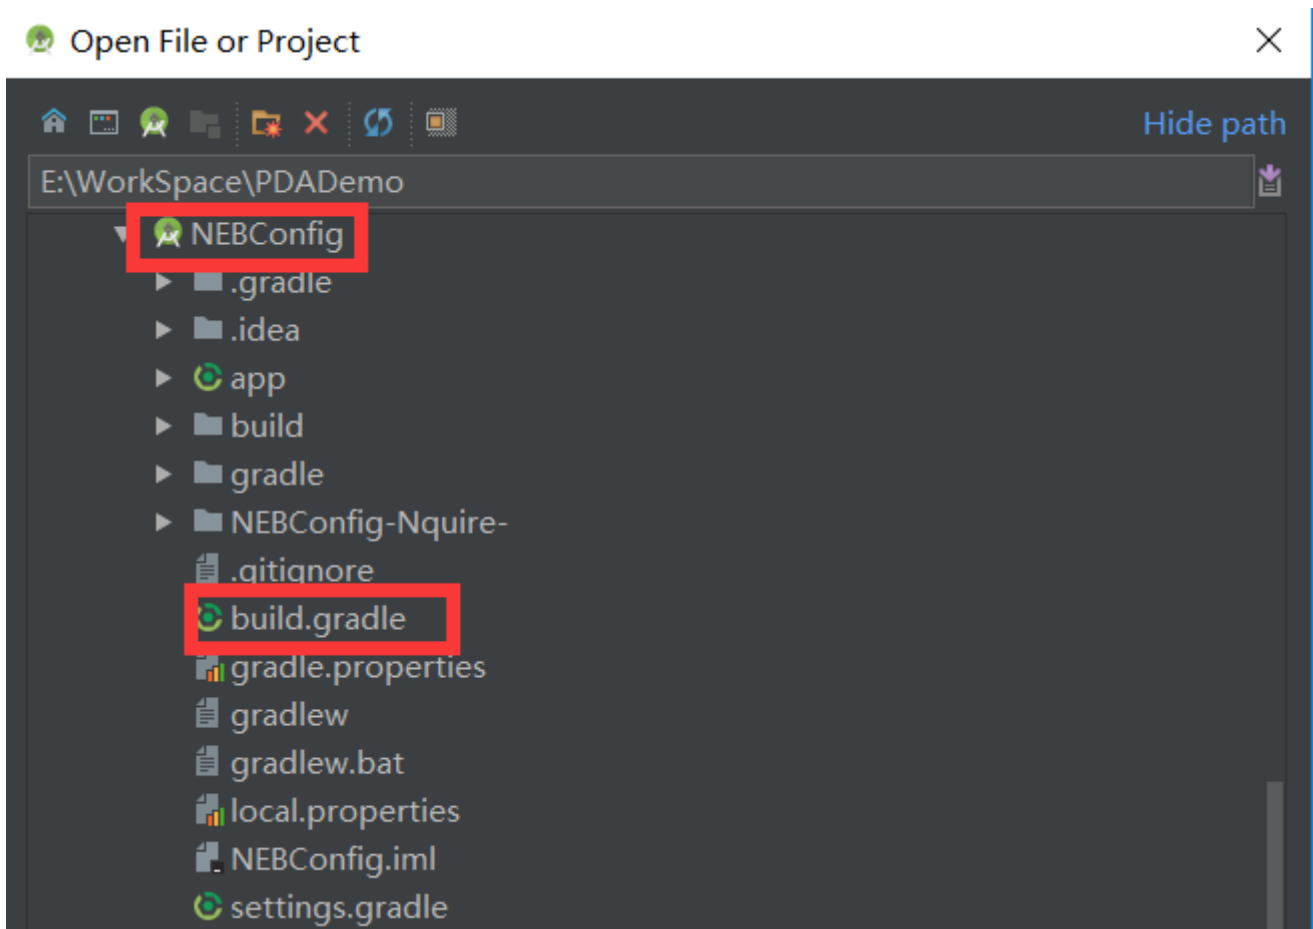 Open File or Project
Hide path
E:\WorkSpace\PDADemo
NEBConfig
.gradle
.idea
app
build
gradle
NEBConfig-Nquire-
.gitignore
build.gradle
gradle.properties
gradlew
gradlew.bat
local.properties
NEBConfig.iml
settings.gradle